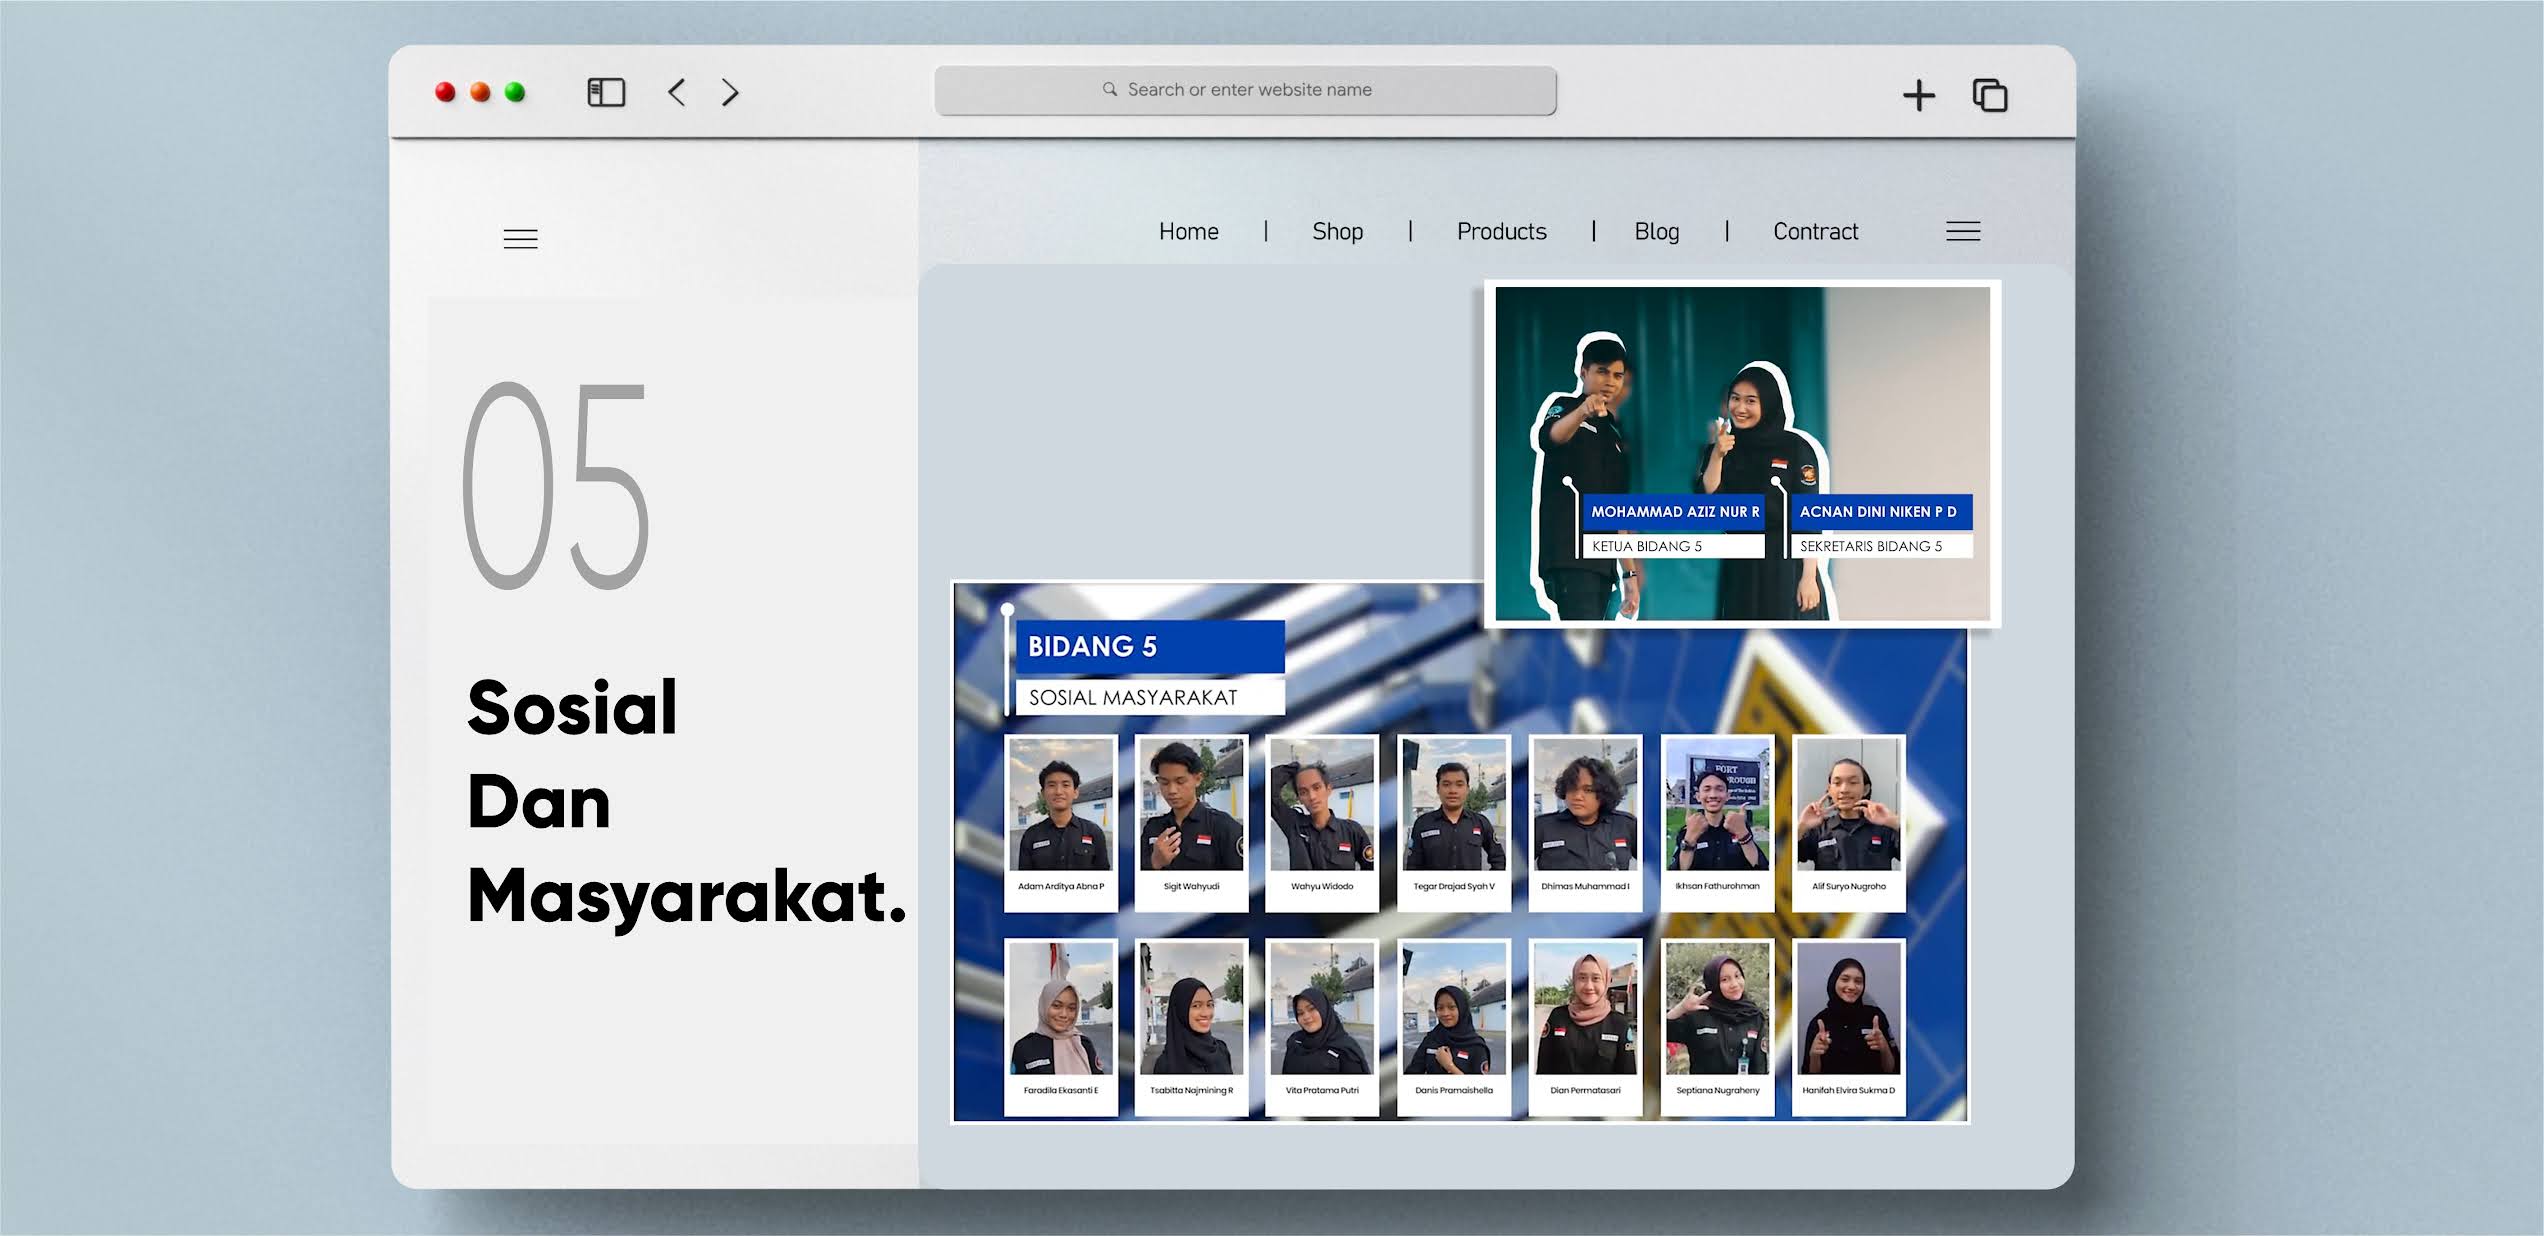 Search or enter website name
Home | Shop | Products | Blog | Contract
05
Sosial
Dan
Masyarakat.
MOHAMMAD AZIZ NUR R
KETUA BIDANG 5
ACNAN DINI NIKEN P D
SEKRETARIS BIDANG 5
BIDANG 5
SOSIAL MASYARAKAT
FORT
Adam Arditya Abna P
Sigit Wahyudi
Wahyu Widodo
Tegar Drajad Syah V
Dhimas Muhammad I
Ikhsan Fathurohman
Alif Suryo Nugroho
Faradila Ekasanti E
Tsabitta Najmining R
Vita Pratama Putri
Danis Pramaishella
Dian Permatasari
Septiana Nugraheny
Hanifah Elvira Sukma D